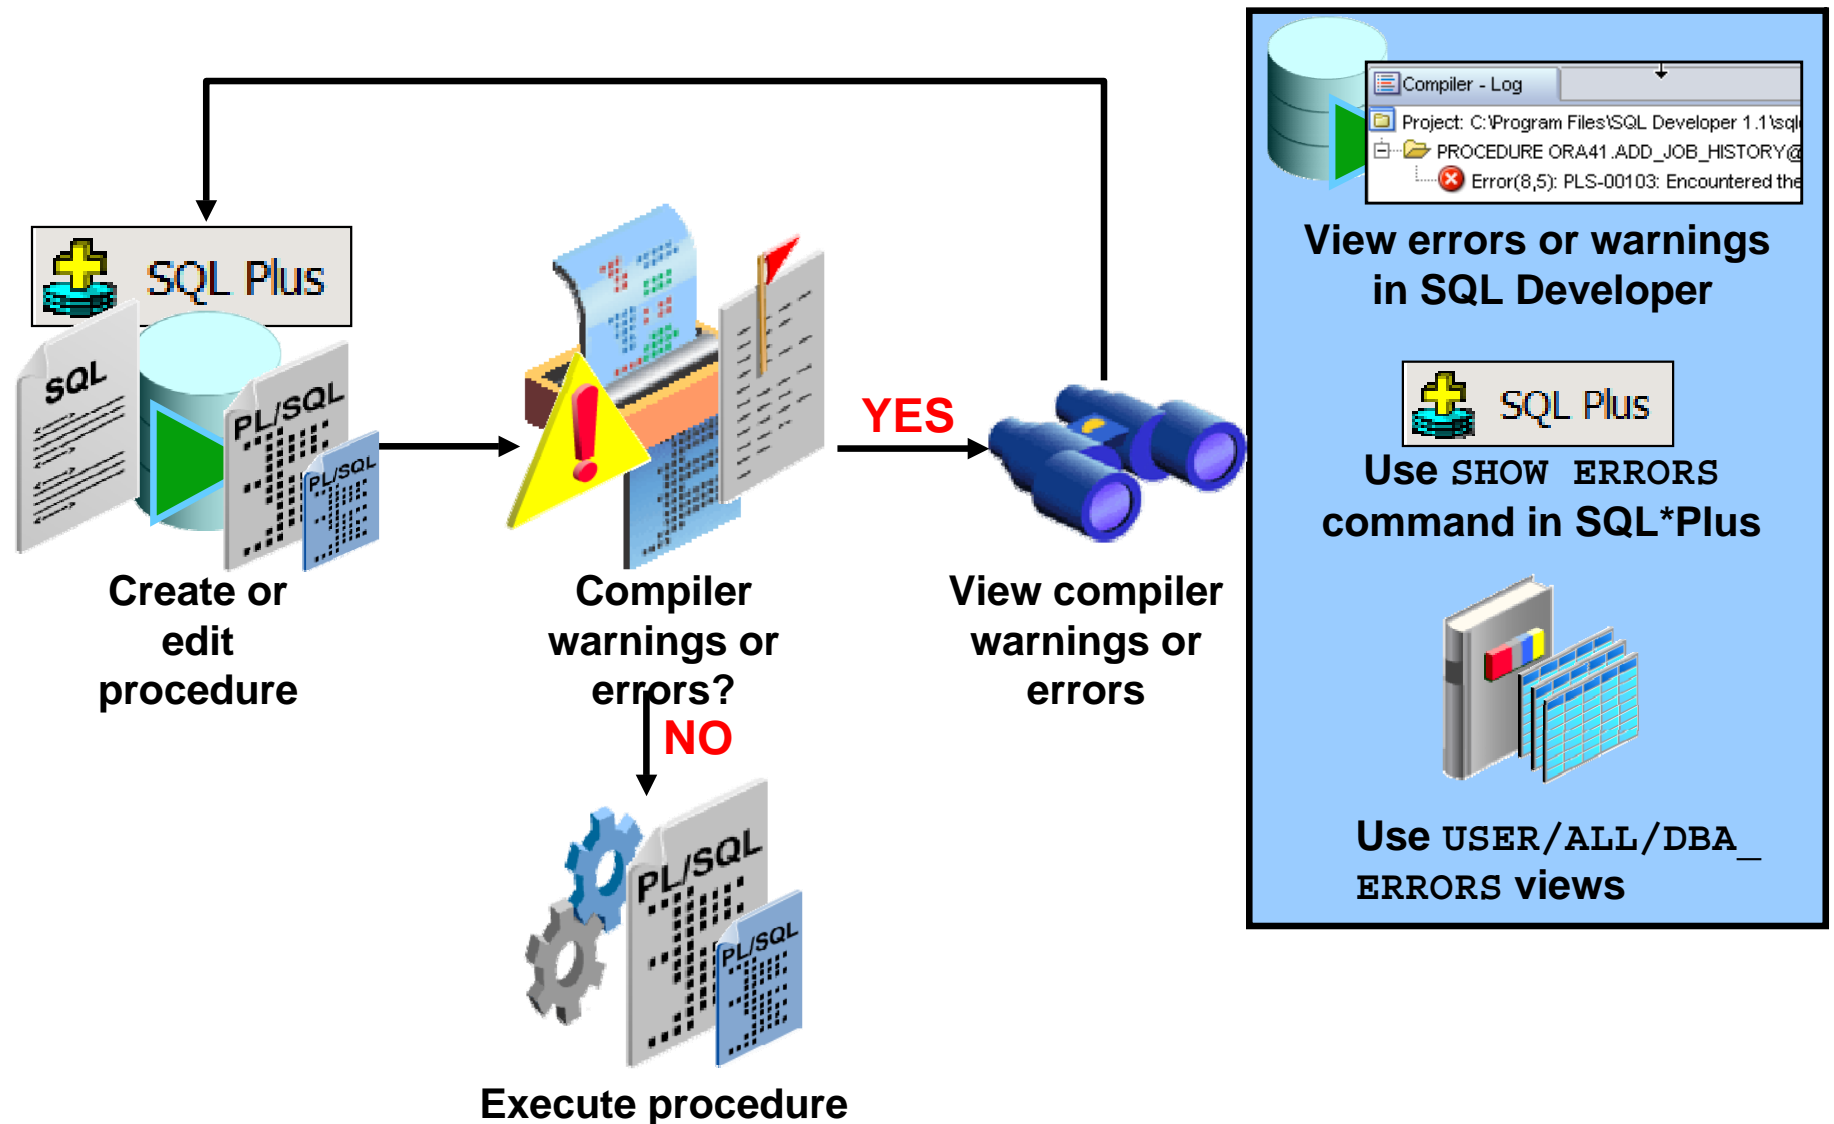 SQL Plus
SQL
PL/SQL
PL/SQL
Create or
edit
procedure
Compiler
warnings or
errors?
YES
View compiler
warnings or
errors
NO
PL/SQL
PL/SQL
Execute procedure
Compiler - Log
Project: C:\Program Files\SQL Developer 1.1\sql
PROCEDURE ORA41.ADD_JOB_HISTORY@
Error(8,5): PLS-00103: Encountered the
View errors or warnings
in SQL Developer
SQL Plus
Use SHOW ERRORS
command in SQL*Plus
Use USER/ALL/DBA_
ERRORS views